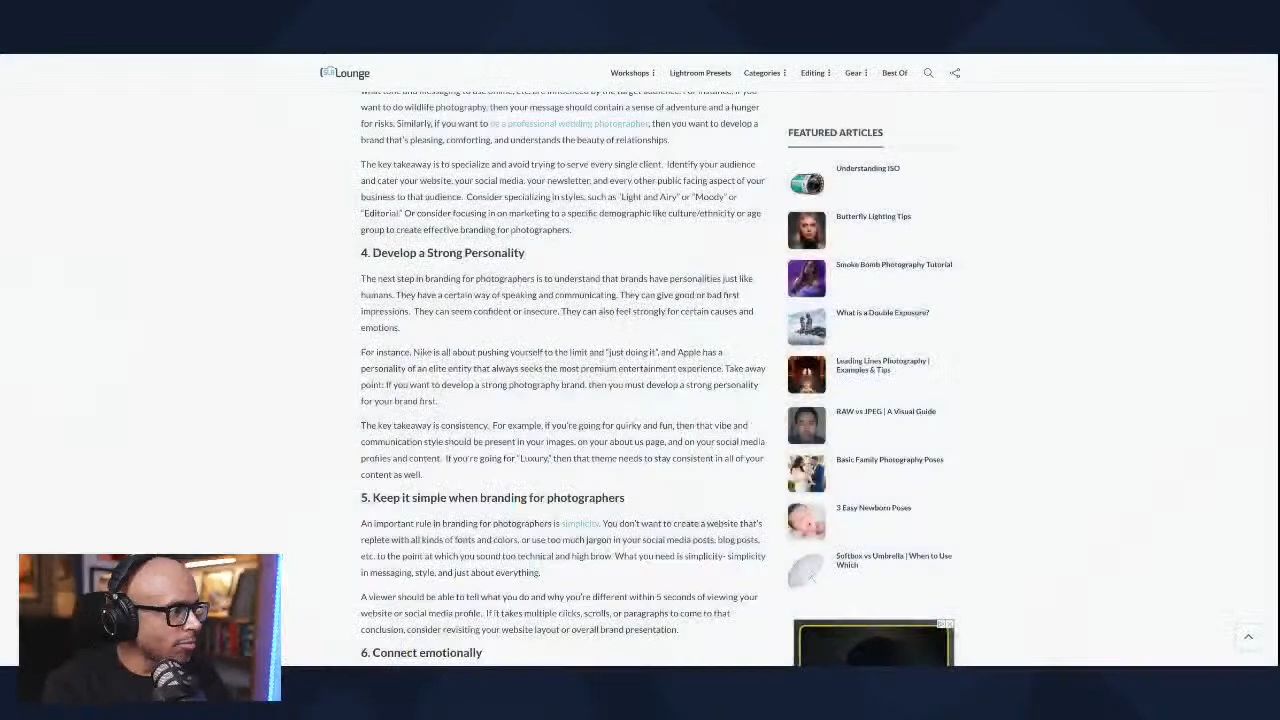 SLR Lounge
Workshops
Lightroom Presets
Categories
Editing
Gear
Best Of
want to do wildlife photography, then your message should contain a sense of adventure and a hunger
for risks. Similarly, if you want to be a professional wedding photographer, then you want to develop a
brand that's pleasing, comforting, and understands the beauty of relationships.
The key takeaway is to specialize and avoid trying to serve every single client. Identify your audience
and cater your website, your social media, your newsletter, and every other public facing aspect of your
business to that audience. Consider specializing in styles, such as "Light and Airy" or "Moody" or
"Editorial." Or consider focusing in on marketing to a specific demographic like culture/ethnicity or age
group to create effective branding for photographers.
4. Develop a Strong Personality
The next step in branding for photographers is to understand that brands have personalities just like
humans. They have a certain way of speaking and communicating. They can give good or bad first
impressions. They can seem confident or insecure. They can also feel strongly for certain causes and
emotions.
For instance, Nike is all about pushing yourself to the limit and "just doing it", and Apple has a
personality of an elite entity that always seeks the most premium entertainment experience. Take away
point: If you want to develop a strong photography brand, then you must develop a strong personality
for your brand first.
The key takeaway is consistency. For example, if you're going for quirky and fun, then that vibe and
communication style should be present in your images, on your about us page, and on your social media
profiles and content. If you're going for "Luxury," then that theme needs to stay consistent in all of your
content as well.
5. Keep it simple when branding for photographers
An important rule in branding for photographers is simplicity. You don't want to create a website that's
replete with all kinds of fonts and colors, or use too much jargon in your social media posts, blog posts,
etc. to the point at which you sound too technical and high brow. What you need is simplicity- simplicity
in messaging, style, and just about everything.
A viewer should be able to tell what you do and why you're different within 5 seconds of viewing your
website or social media profile. If it takes multiple clicks, scrolls, or paragraphs to come to that
conclusion, consider revisiting your website layout or overall brand presentation.
6. Connect emotionally
FEATURED ARTICLES
Understanding ISO
Butterfly Lighting Tips
Smoke Bomb Photography Tutorial
What is a Double Exposure?
Leading Lines Photography |
Examples & Tips
RAW vs JPEG | A Visual Guide
Basic Family Photography Poses
3 Easy Newborn Poses
Softbox vs Umbrella | When to Use
Which